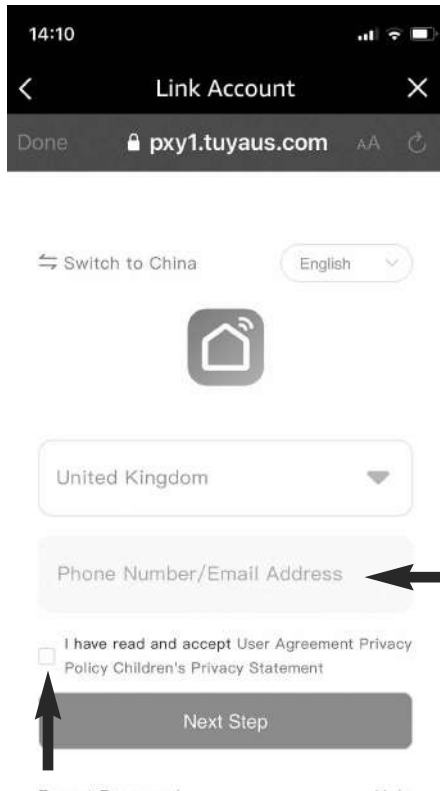 14:10
Link Account
Done pxy1.tuyaus.com AA
Switch to China English
United Kingdom
Phone Number/Email Address
I have read and accept User Agreement Privacy
Policy Children's Privacy Statement
Next Step